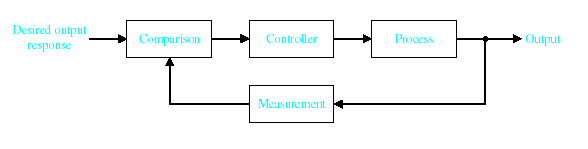 Desired output
response
Comparison
Controller
Process
Output
Measurement